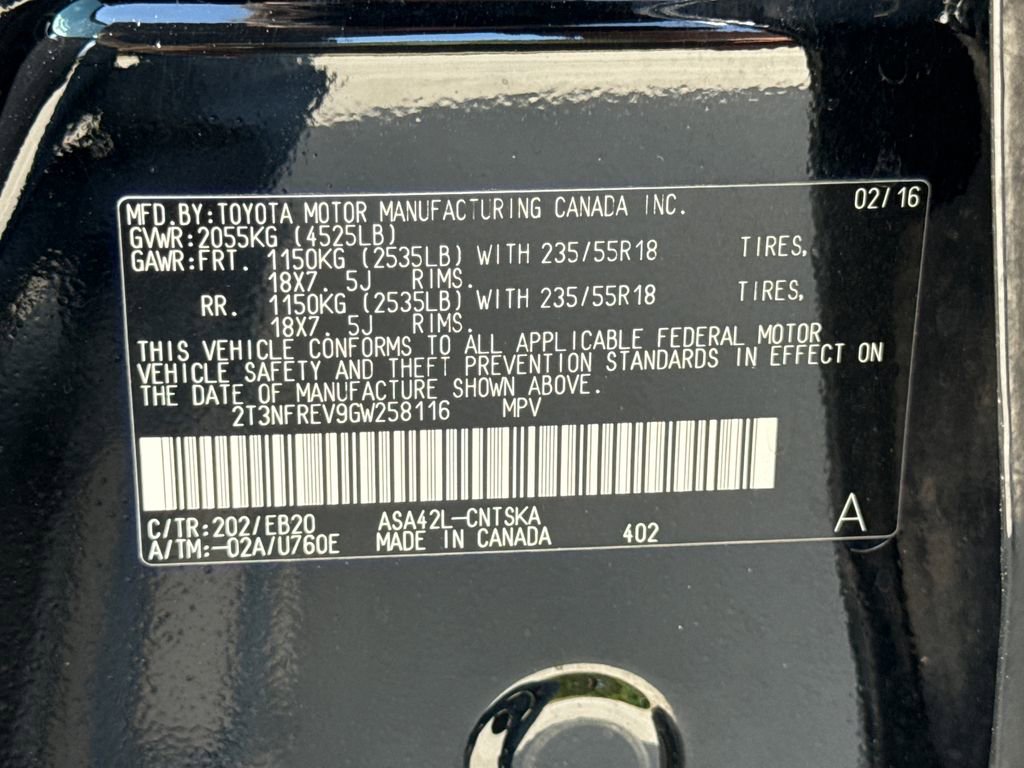 MFD.BY:TOYOTA MOTOR MANUFACTURING CANADA INC. 02/16
GVWR:2055KG (4525LB)
GAWR:FRT. 1150KG (2535LB) WITH 235/55R18 TIRES,
18X7. 5J RIMS.
RR. 1150KG (2535LB) WITH 235/55R18 TIRES,
18X7. 5J RIMS.
THIS VEHICLE CONFORMS TO ALL APPLICABLE FEDERAL MOTOR
VEHICLE SAFETY AND THEFT PREVENTION STANDARDS IN EFFECT ON
THE DATE OF MANUFACTURE SHOWN ABOVE.
2T3NFREV9GW258116 MPV
C/TR:202/EB20 ASA42L-CNTSKA
A/TM:-02A/U760E MADE IN CANADA 402 A